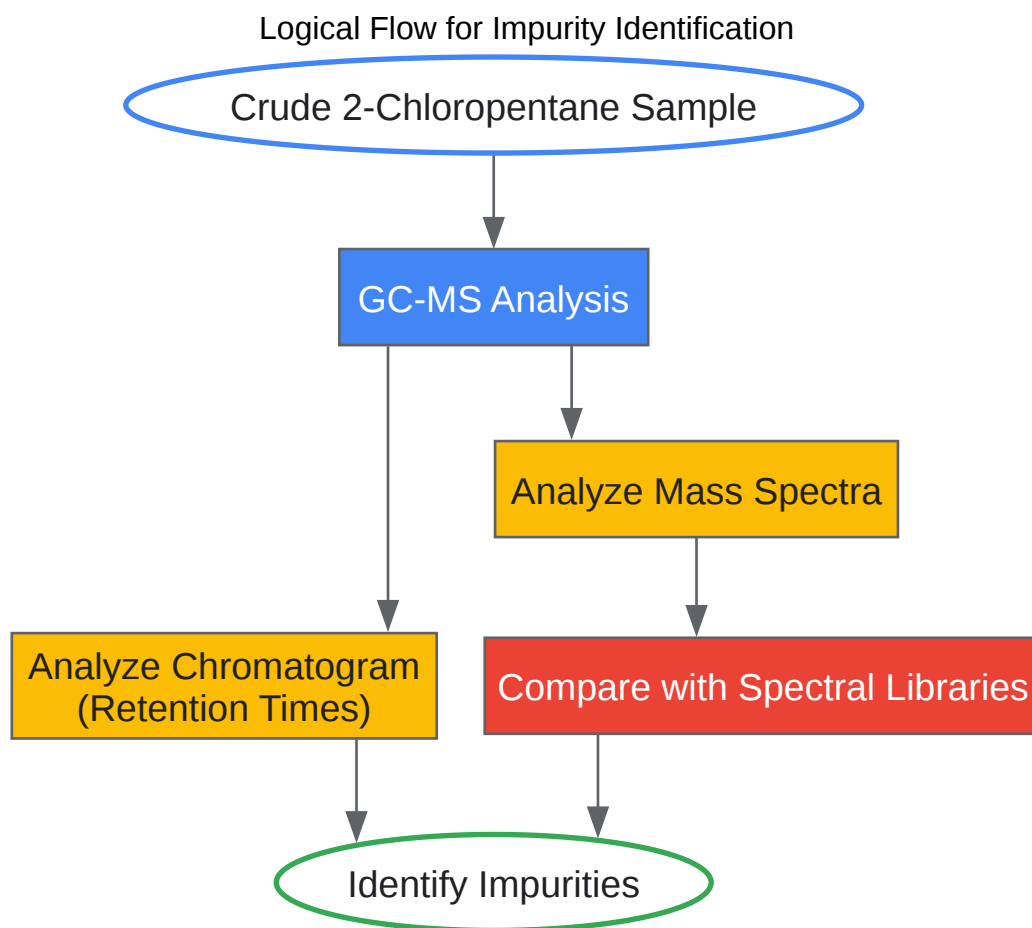 Logical Flow for Impurity Identification
Crude 2-Chloropentane Sample
GC-MS Analysis
Analyze Mass Spectra
Analyze Chromatogram
(Retention Times)
Compare with Spectral Libraries
Identify Impurities